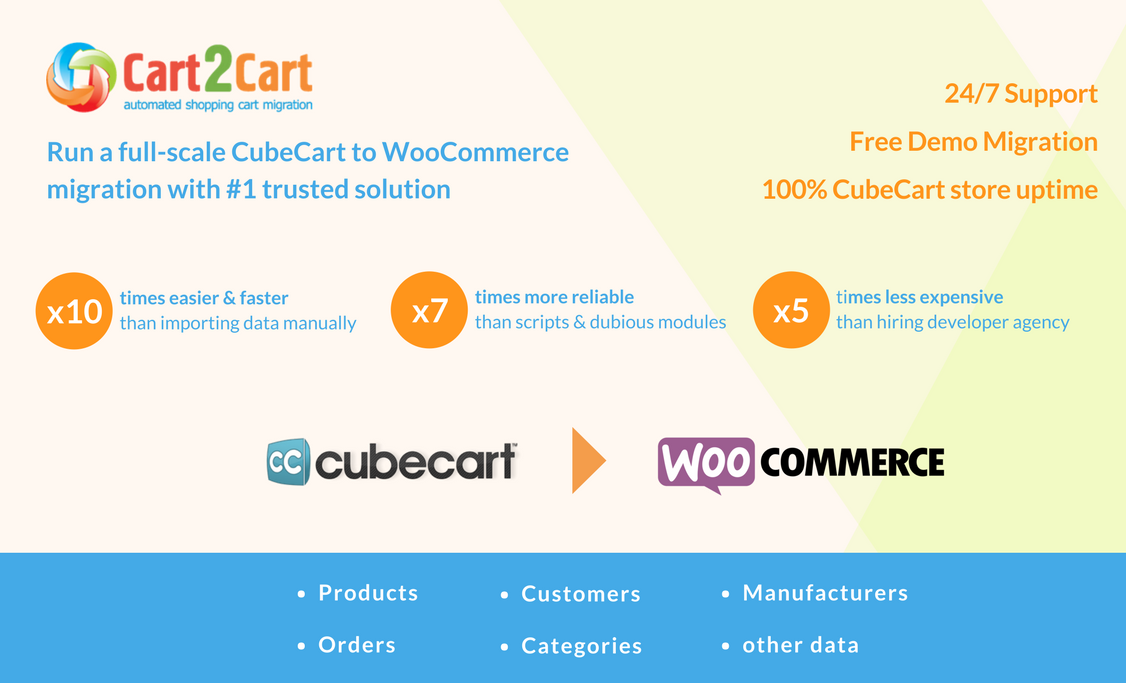 Cart2Cart
automated shopping cart migration
Run a full-scale CubeCart to WooCommerce
migration with #1 trusted solution
24/7 Support
Free Demo Migration
100% CubeCart store uptime
x10
times easier & faster
than importing data manually
x7
times more reliable
than scripts & dubious modules
x5
times less expensive
than hiring developer agency
CC cubecart™
WOO COMMERCE
• Products
• Customers
• Manufacturers
• Orders
• Categories
• other data